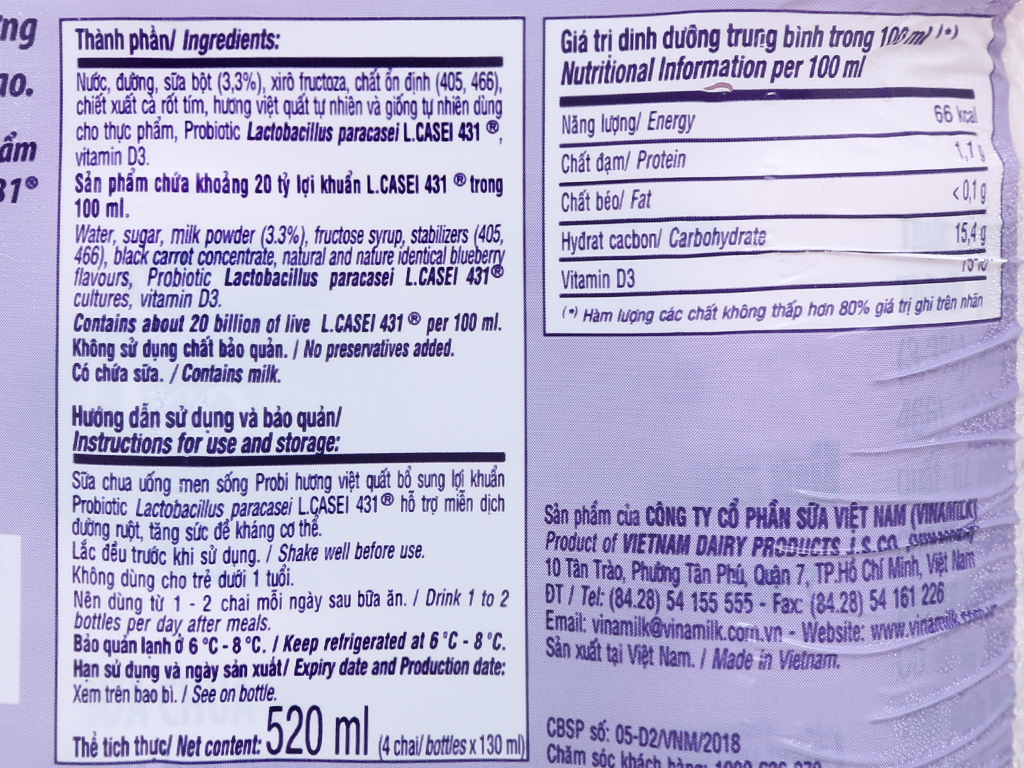 ng
ao.
ẩm
31®
Thành phần/ Ingredients:
Nước, đường, sữa bột (3,3%), xirô fructoza, chất ổn định (405, 466),
chiết xuất cà rốt tím, hương việt quất tự nhiên và giống tự nhiên dùng
cho thực phẩm, Probiotic Lactobacillus paracasei L.CASEI 431 ®,
vitamin D3.
Sản phẩm chứa khoảng 20 tỷ lợi khuẩn L.CASEI 431 ® trong
100 ml.
Water, sugar, milk powder (3.3%), fructose syrup, stabilizers (405,
466), black carrot concentrate, natural and nature identical blueberry
flavours, Probiotic Lactobacillus paracasei L.CASEI 431®
cultures, vitamin D3.
Contains about 20 billion of live L.CASEI 431 ® per 100 ml.
Không sử dụng chất bảo quản. / No preservatives added.
Có chứa sữa. / Contains milk.
Hướng dẫn sử dụng và bảo quản/
Instructions for use and storage:
Sữa chua uống men sống Probi hương việt quất bổ sung lợi khuẩn
Probiotic Lactobacillus paracasei L.CASEI 431® hỗ trợ miễn dịch
đường ruột, tăng sức đề kháng cơ thể.
Lắc đều trước khi sử dụng. / Shake well before use.
Không dùng cho trẻ dưới 1 tuổi.
Nên dùng từ 1 - 2 chai mỗi ngày sau bữa ăn. / Drink 1 to 2
bottles per day after meals.
Bảo quản lạnh ở 6 °C - 8 °C. / Keep refrigerated at 6 °C - 8 °C.
Hạn sử dụng và ngày sản xuất/ Expiry date and Production date:
Xem trên bao bì. / See on bottle.
Thể tích thực/ Net content: 520 ml (4 chai/ bottles x 130 ml)
Giá trị dinh dưỡng trung bình trong 100 ml (*)
Nutritional Information per 100 ml
Năng lượng/ Energy 66 kcal
Chất đạm/ Protein 1,1 g
Chất béo/ Fat < 0,1 g
Hyđrat cacbon/ Carbohydrate 15,4 g
Vitamin D3
(*) Hàm lượng các chất không thấp hơn 80% giá trị ghi trên nhãn
Sản phẩm của CÔNG TY CỔ PHẦN SỮA VIỆT NAM (VINAMILK)
Product of VIETNAM DAIRY PRODUCTS J.S.CO.
10 Tân Trào, Phường Tân Phú, Quận 7, TP.Hồ Chí Minh, Việt Nam
ĐT / Tel: (84.28) 54 155 555 - Fax: (84.28) 54 161 226
Email: vinamilk@vinamilk.com.vn - Website: www.vinamilk.com.vn
Sản xuất tại Việt Nam. / Made in Vietnam.
CBSP số: 05-D2/VNM/2018
Chăm sóc khách hàng: